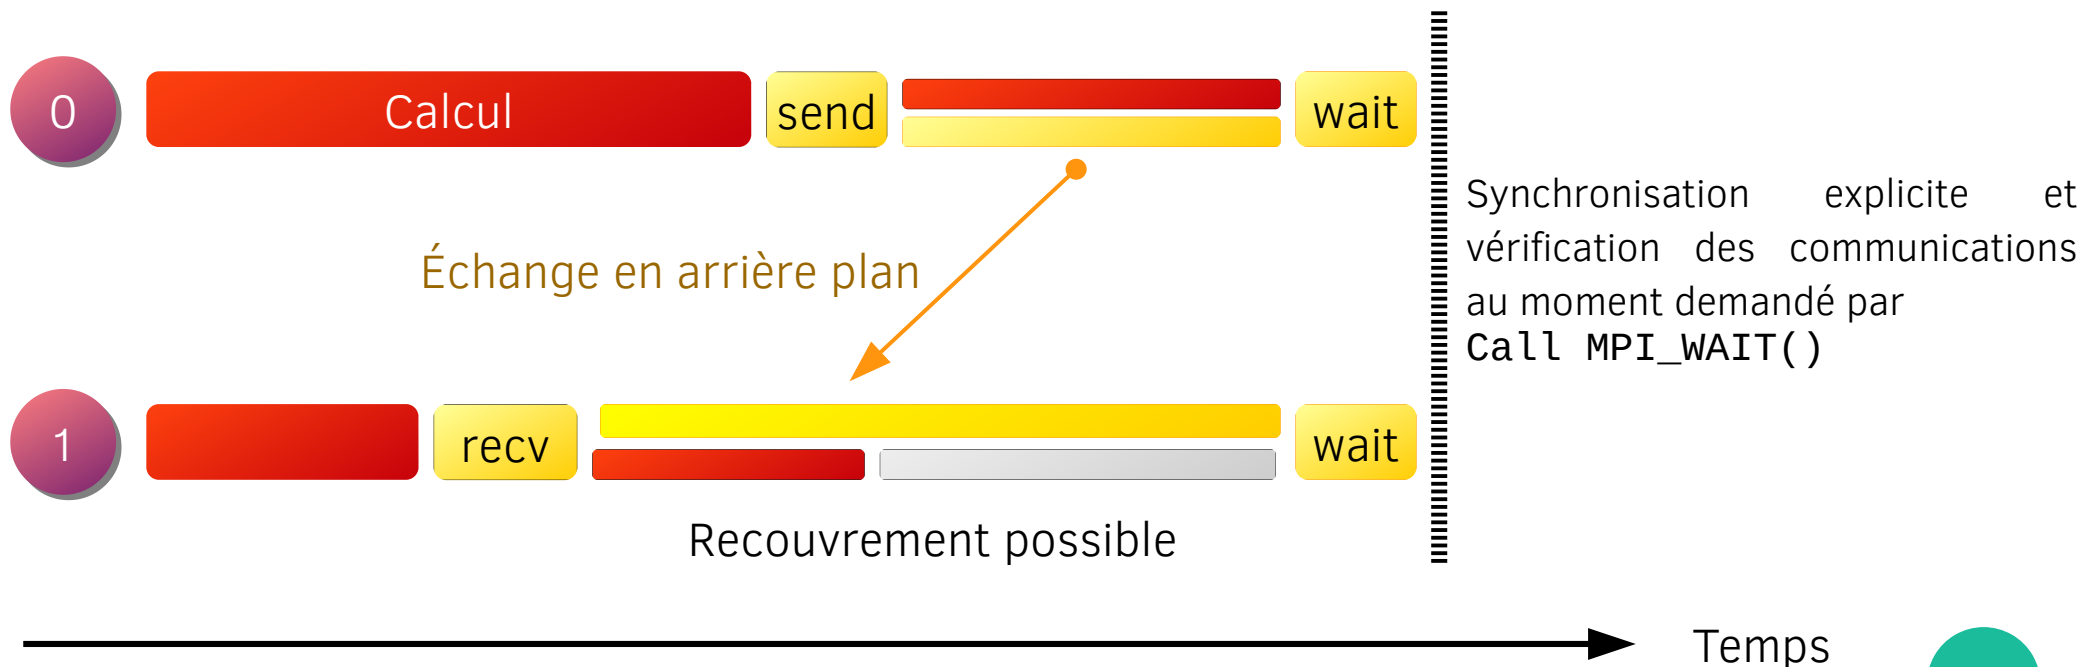 0
Calcul
send
wait
Synchronisation explicite et
vérification des communications
au moment demandé par
Call MPI_WAIT()
Échange en arrière plan
1
recv
wait
Recouvrement possible
Temps